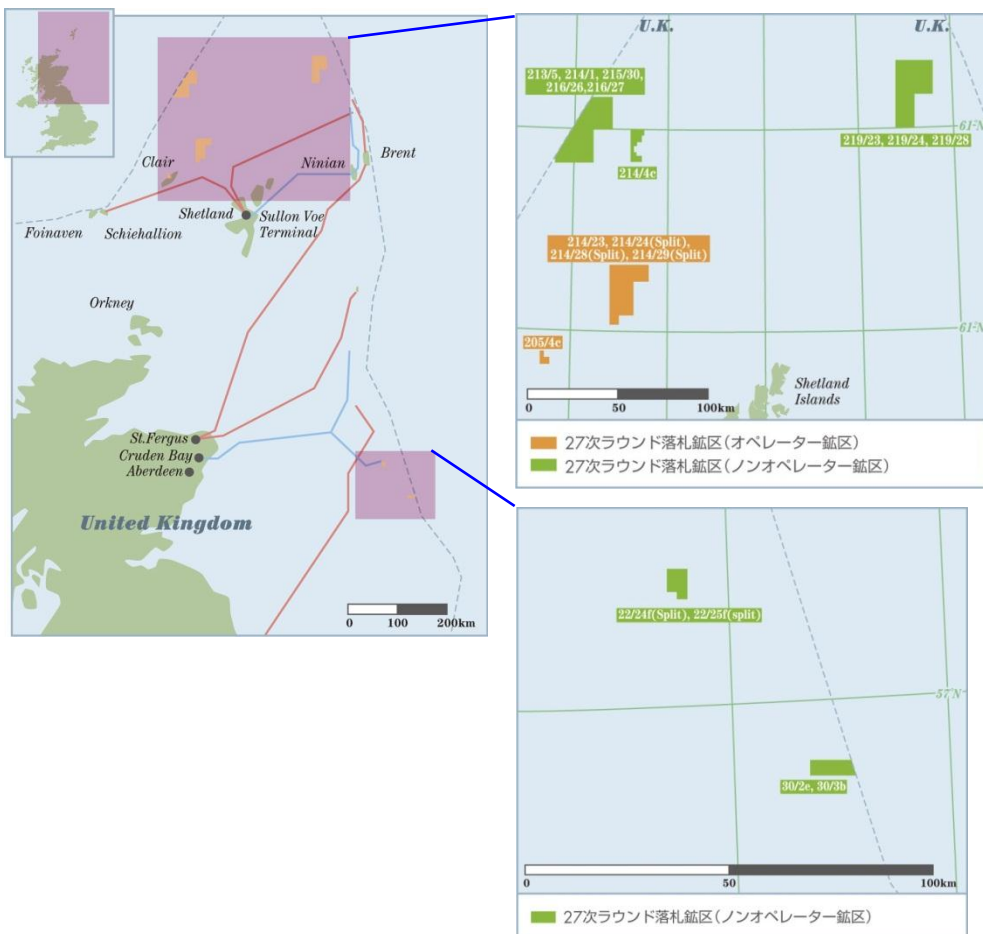 Clair
Ninian
Brent
Shetland
Sullon Voe
Terminal
Foinaven
Schiehallion
Orkney
St.Fergus
Cruden Bay
Aberdeen
United Kingdom
0 100 200km
U.K. U.K.
213/5, 214/1, 215/30,
216/26,216/27
61°N
219/23, 219/24, 219/28
214/4c
214/23, 214/24(Split),
214/28(Split), 214/29(Split)
61°N
205/4c
Shetland
Islands
0 50 100km
27次ラウンド落札鉱区(オペレーター鉱区)
27次ラウンド落札鉱区(ノンオペレーター鉱区)
22/24f(Split), 22/25f(split)
57°N
30/2e, 30/3b
0 50 100km
27次ラウンド落札鉱区(ノンオペレーター鉱区)